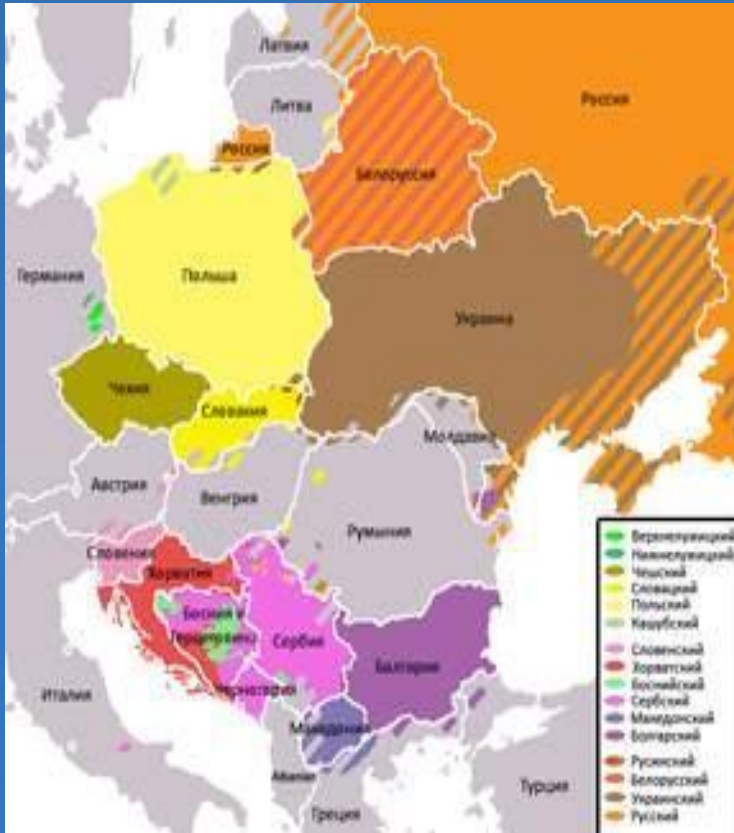 Латвия
Литва
Россия
Россия
Белоруссия
Германия
Польша
Украина
Чехия
Словакия
Молдавия
Австрия
Венгрия
Румыния
Словения
Хорватия
Босния и
Герцеговина
Сербия
Болгария
Италия
Черногория
Македония
Albania
Греция
Турция
Верхнелужицкий
Нижнелужицкий
Чешский
Словацкий
Польский
Кашубский
Словенский
Хорватский
Боснийский
Сербский
Македонский
Болгарский
Русинский
Белорусский
Украинский
Русский